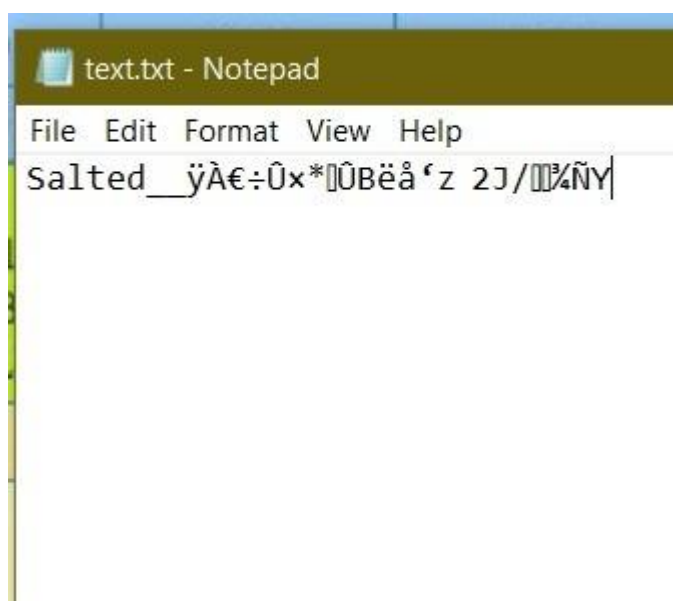 text.txt - Notepad
File Edit Format View Help
Salted__ÿÀ€÷Û×*▯ÛBëå‘z 2J/▯▯¾ÑY